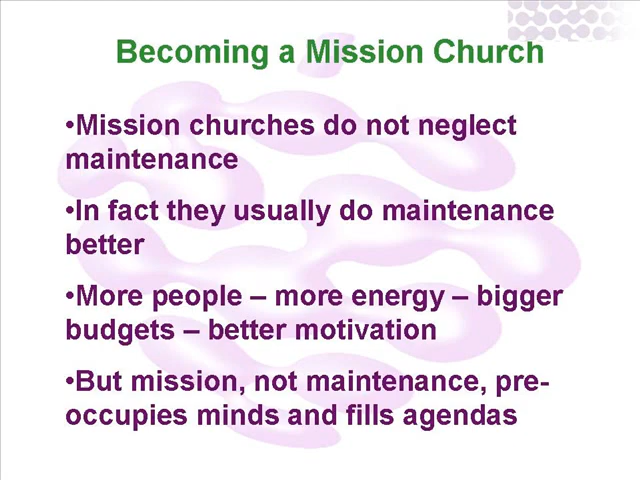 Becoming a Mission Church
•Mission churches do not neglect
maintenance
•In fact they usually do maintenance
better
•More people – more energy – bigger
budgets – better motivation
•But mission, not maintenance, pre-
occupies minds and fills agendas